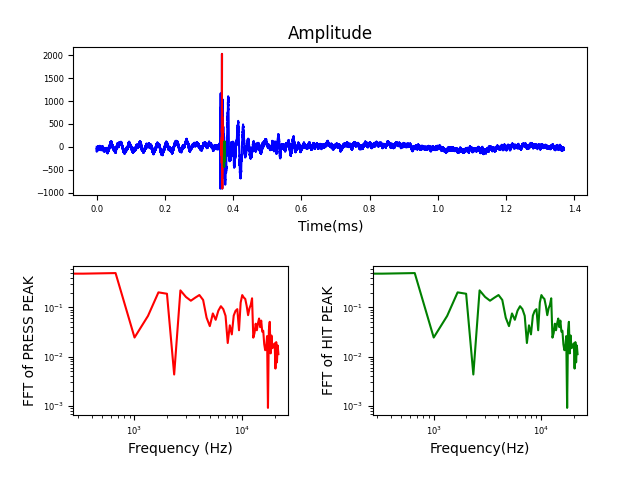 Amplitude
2000
1500
1000
500
0
−500
−1000
0.0 0.2 0.4 0.6 0.8 1.0 1.2 1.4
Time(ms)
FFT of PRESS PEAK
10⁻¹
10⁻²
10⁻³
10³ 10⁴
Frequency (Hz)
FFT of HIT PEAK
10⁻¹
10⁻²
10⁻³
10³ 10⁴
Frequency(Hz)